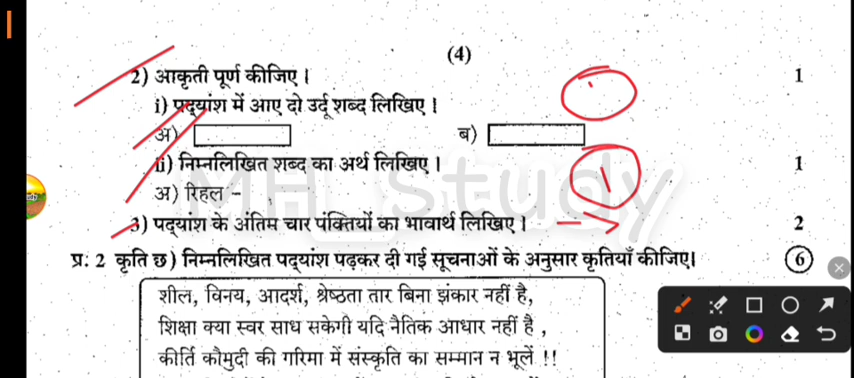 (4)
2) आकृती पूर्ण कीजिए। 1
i) पद्यांश में आए दो उर्दू शब्द लिखिए।
अ) ब)
ii) निम्नलिखित शब्द का अर्थ लिखिए। 1
अ) रिहल –
3) पद्यांश के अंतिम चार पंक्तियों का भावार्थ लिखिए। 2
प्र. 2 कृति छ) निम्नलिखित पद्यांश पढ़कर दी गई सूचनाओं के अनुसार कृतियाँ कीजिए। 6
शील, विनय, आदर्श, श्रेष्ठता तार बिना झंकार नहीं है,
शिक्षा क्या स्वर साध सकेगी यदि नैतिक आधार नहीं है ,
कीर्ति कौमुदी की गरिमा में संस्कृति का सम्मान न भूलें !!
MH_Study